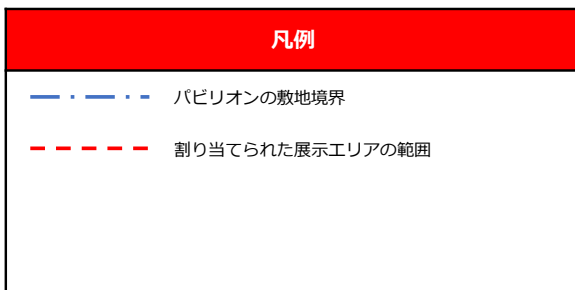 凡例
パビリオンの敷地境界
割り当てられた展示エリアの範囲